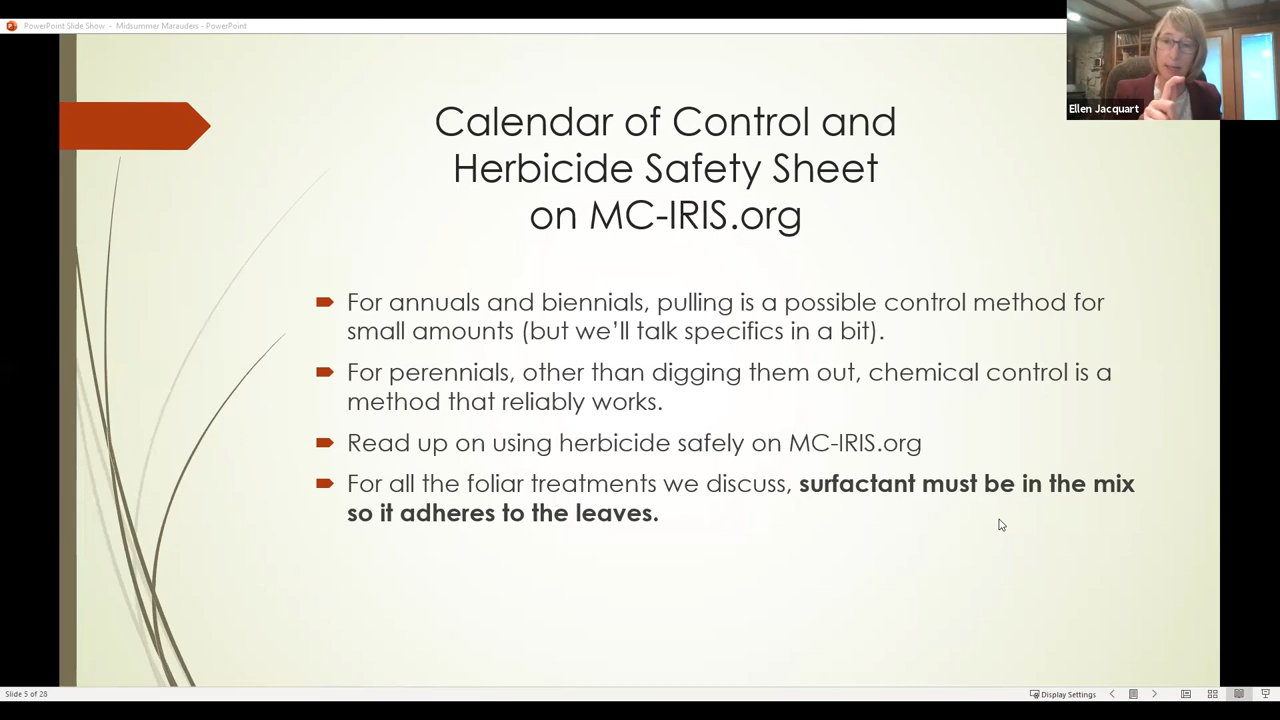 PowerPoint Slide Show - Midsummer Marauders - PowerPoint
Ellen Jacquart
Calendar of Control and
Herbicide Safety Sheet
on MC-IRIS.org
For annuals and biennials, pulling is a possible control method for
small amounts (but we'll talk specifics in a bit).
For perennials, other than digging them out, chemical control is a
method that reliably works.
Read up on using herbicide safely on MC-IRIS.org
For all the foliar treatments we discuss, surfactant must be in the mix
so it adheres to the leaves.
Slide 5 of 28
Display Settings